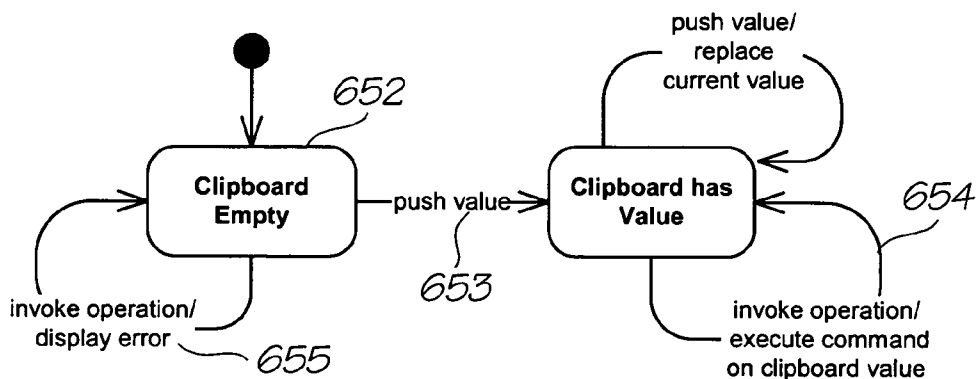 push value/
replace
current value
652
Clipboard
Empty
push value
653
Clipboard has
Value
654
invoke operation/
display error
655
invoke operation/
execute command
on clipboard value